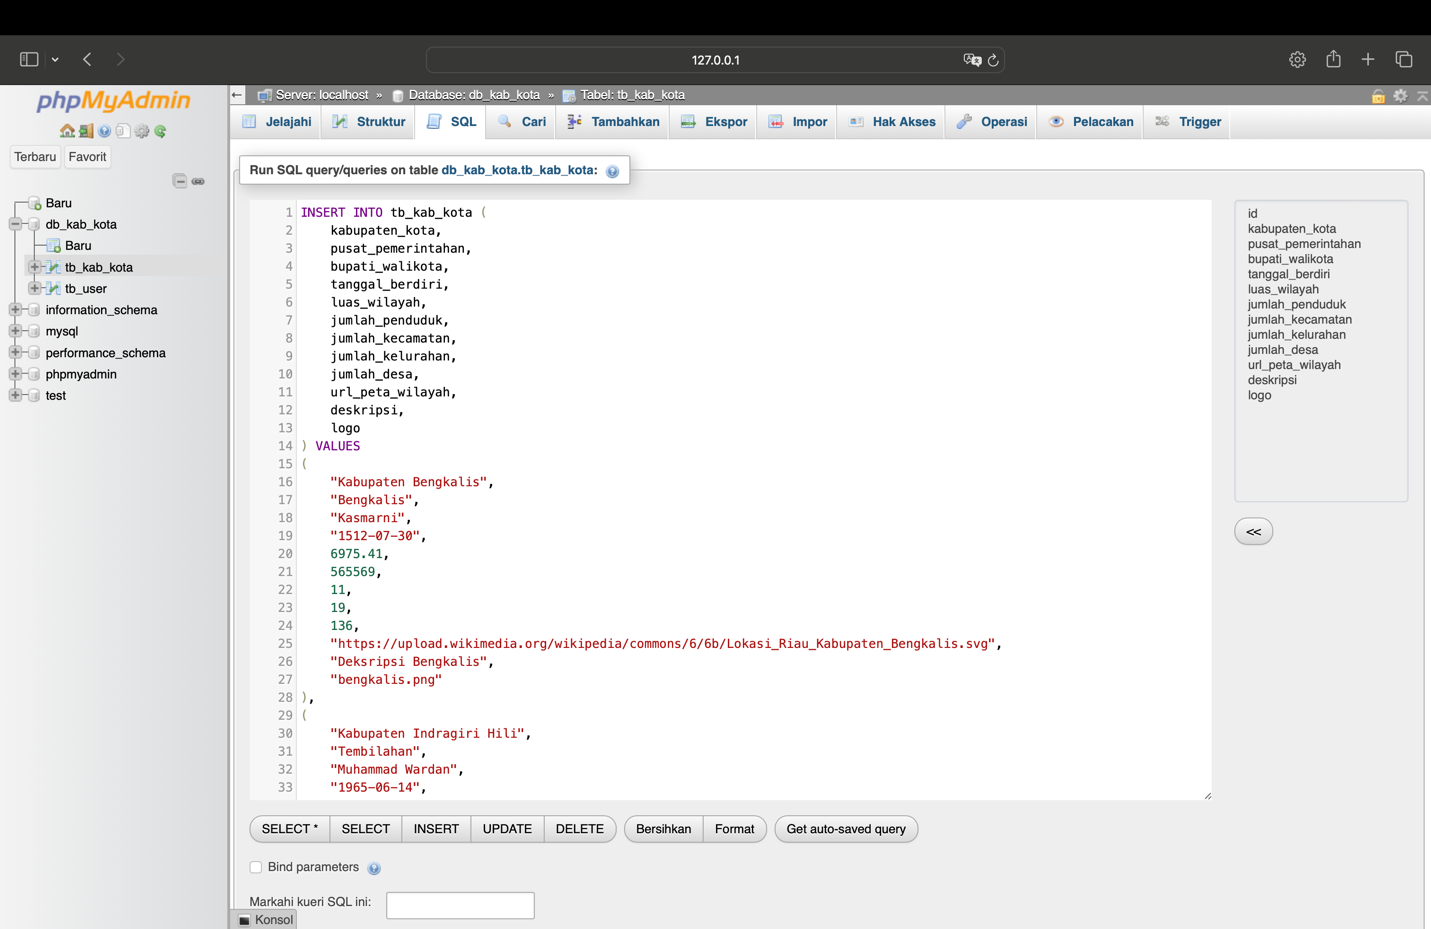 127.0.0.1
phpMyAdmin
Terbaru Favorit
Baru
db_kab_kota
Baru
tb_kab_kota
tb_user
information_schema
mysql
performance_schema
phpmyadmin
test
Server: localhost » Database: db_kab_kota » Tabel: tb_kab_kota
Jelajahi Struktur SQL Cari Tambahkan Ekspor Impor Hak Akses Operasi Pelacakan Trigger
Run SQL query/queries on table db_kab_kota.tb_kab_kota:
1 INSERT INTO tb_kab_kota (
2 kabupaten_kota,
3 pusat_pemerintahan,
4 bupati_walikota,
5 tanggal_berdiri,
6 luas_wilayah,
7 jumlah_penduduk,
8 jumlah_kecamatan,
9 jumlah_kelurahan,
10 jumlah_desa,
11 url_peta_wilayah,
12 deskripsi,
13 logo
14 ) VALUES
15 (
16 "Kabupaten Bengkalis",
17 "Bengkalis",
18 "Kasmarni",
19 "1512-07-30",
20 6975.41,
21 565569,
22 11,
23 19,
24 136,
25 "https://upload.wikimedia.org/wikipedia/commons/6/6b/Lokasi_Riau_Kabupaten_Bengkalis.svg",
26 "Deksripsi Bengkalis",
27 "bengkalis.png"
28 ),
29 (
30 "Kabupaten Indragiri Hili",
31 "Tembilahan",
32 "Muhammad Wardan",
33 "1965-06-14",
id
kabupaten_kota
pusat_pemerintahan
bupati_walikota
tanggal_berdiri
luas_wilayah
jumlah_penduduk
jumlah_kecamatan
jumlah_kelurahan
jumlah_desa
url_peta_wilayah
deskripsi
logo
<<
SELECT * SELECT INSERT UPDATE DELETE Bersihkan Format Get auto-saved query
Bind parameters
Markahi kueri SQL ini:
Konsol